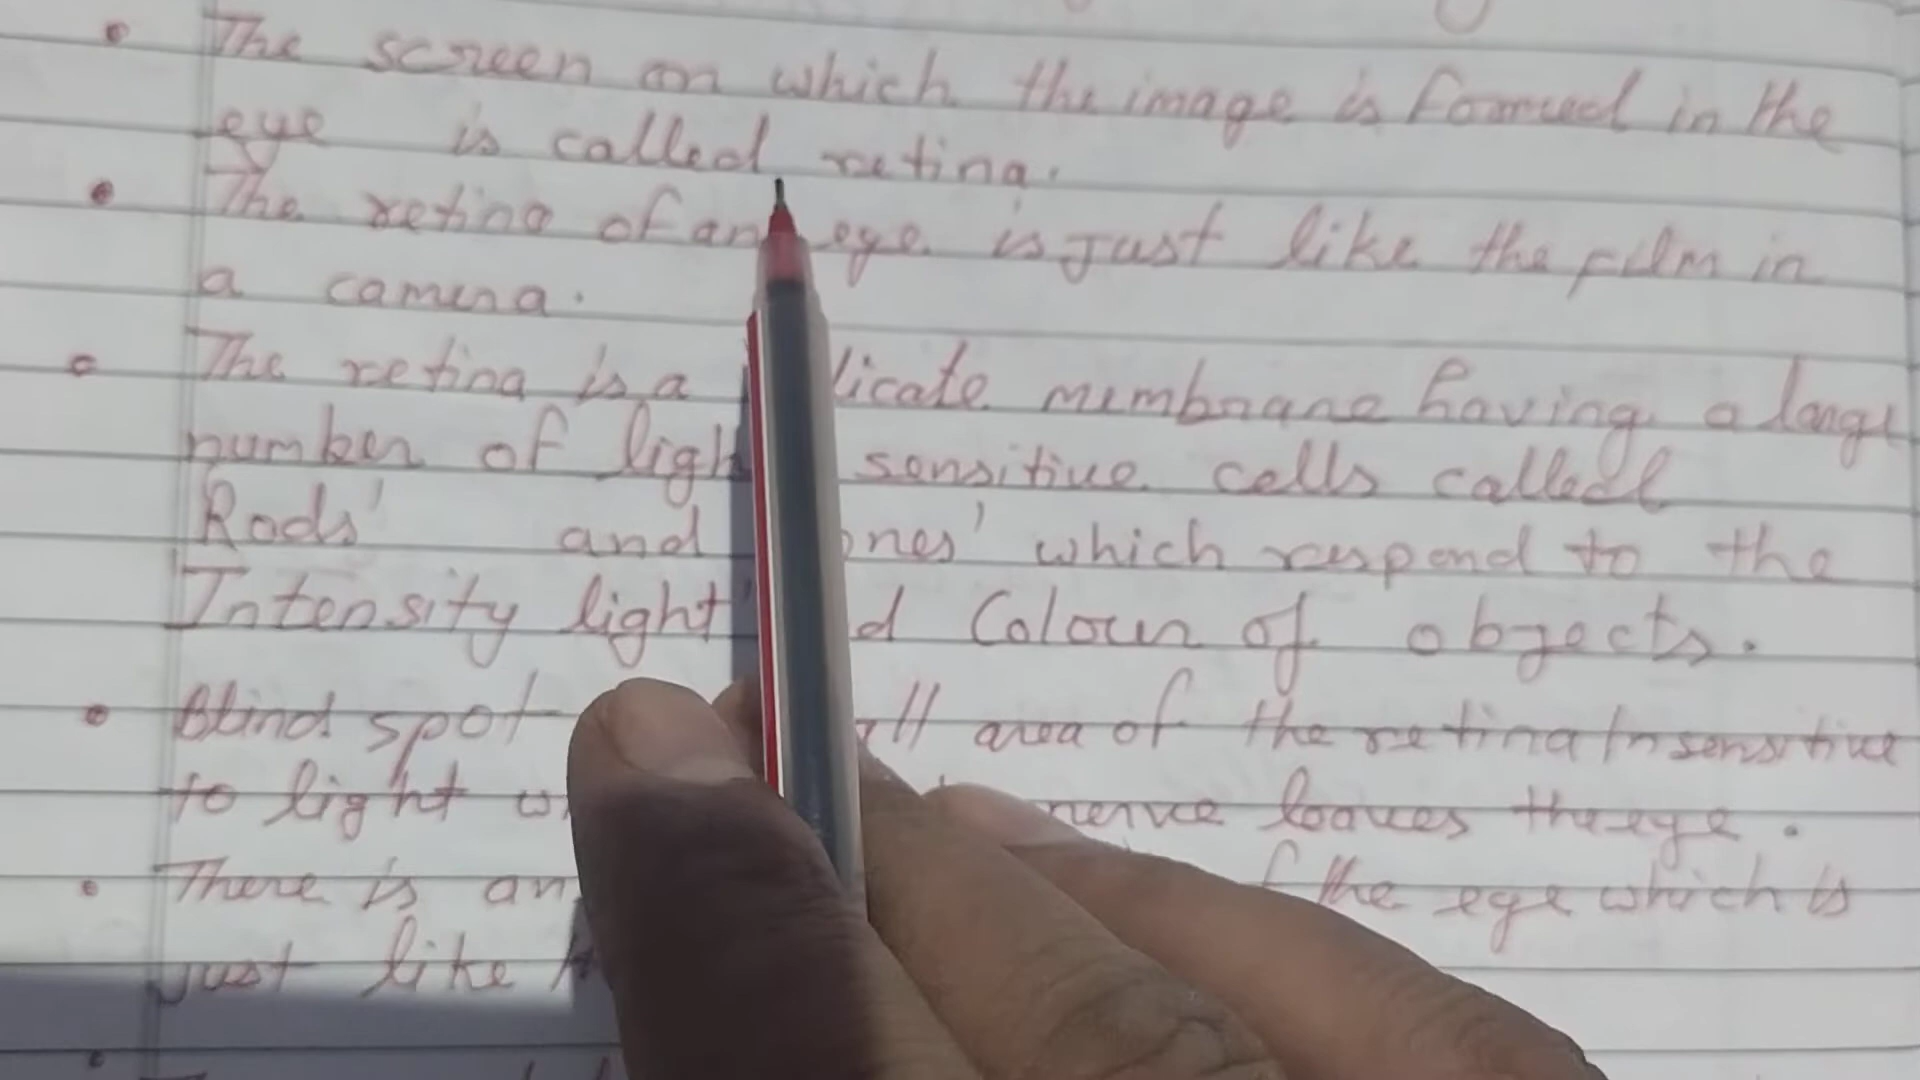 The screen on which the image is formed in the
eye is called retina.
The retina of an eye is just like the film in
a camera.
The retina is a licate membrane having a large
number of ligh sensitive cells called
Rods' and ones' which respond to the
Intensity light d Colour of objects.
Blind spot all area of the retina Insensitive
to light nerve leaves the eye.
There is an of the eye which is
just like